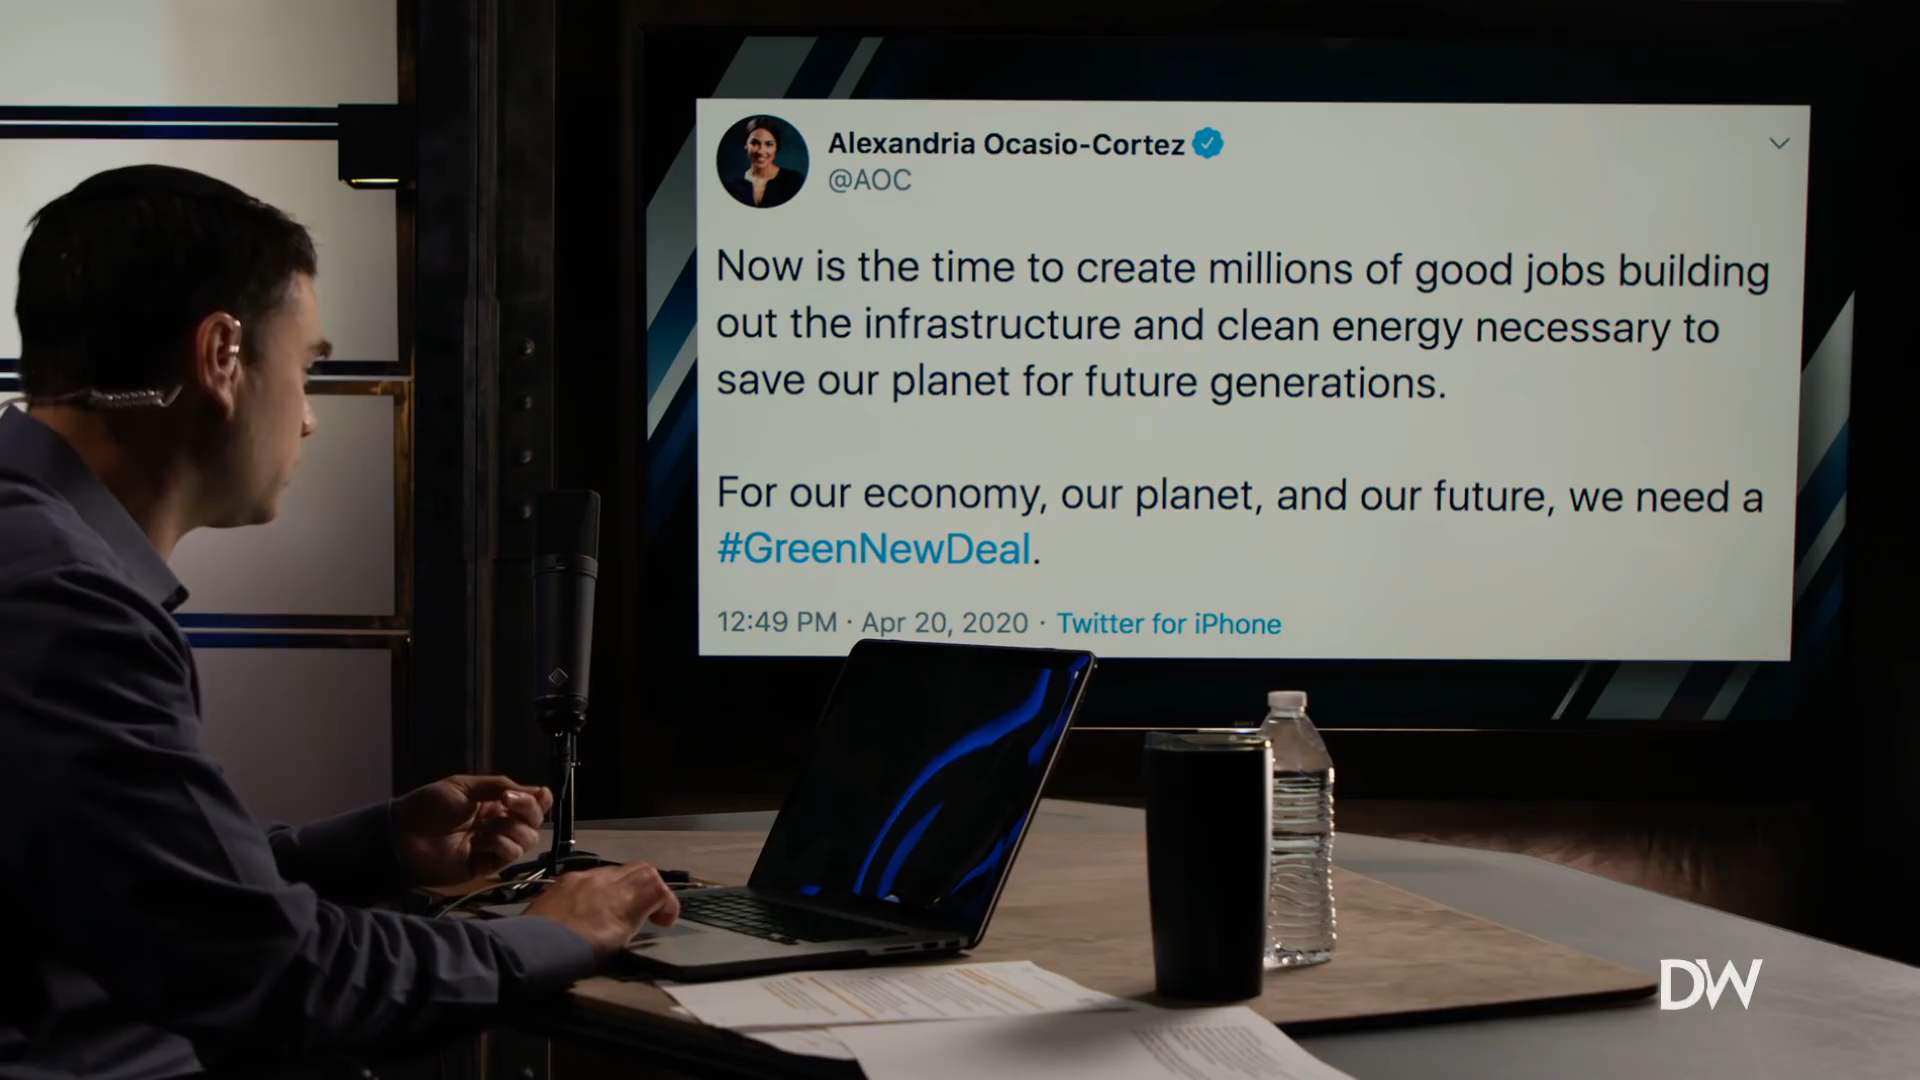 Alexandria Ocasio-Cortez
@AOC
Now is the time to create millions of good jobs building
out the infrastructure and clean energy necessary to
save our planet for future generations.
For our economy, our planet, and our future, we need a
#GreenNewDeal.
12:49 PM · Apr 20, 2020 · Twitter for iPhone
DW